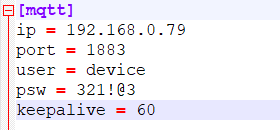 [mqtt]
ip = 192.168.0.79
port = 1883
user = device
psw = 321!@3
keepalive = 60